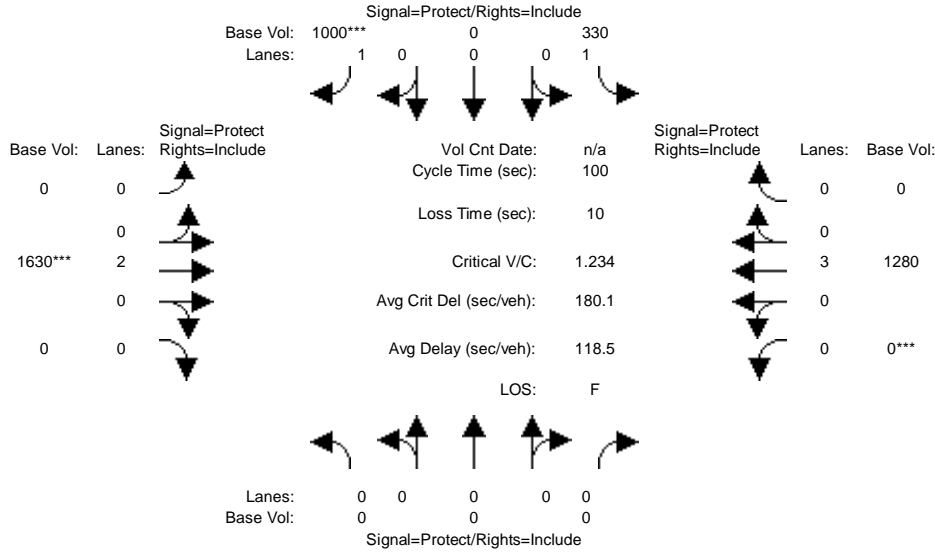 Signal=Protect/Rights=Include
Base Vol: 1000*** 0 330
Lanes: 1 0 0 0 1
Signal=Protect Signal=Protect
Base Vol: Lanes: Rights=Include Vol Cnt Date: n/a Rights=Include Lanes: Base Vol:
Cycle Time (sec): 100
0 0 0 0
Loss Time (sec): 10
0 0
1630*** 2 Critical V/C: 1.234 3 1280
0 Avg Crit Del (sec/veh): 180.1 0
0 0 Avg Delay (sec/veh): 118.5 0 0***
LOS: F
Lanes: 0 0 0 0 0
Base Vol: 0 0 0
Signal=Protect/Rights=Include